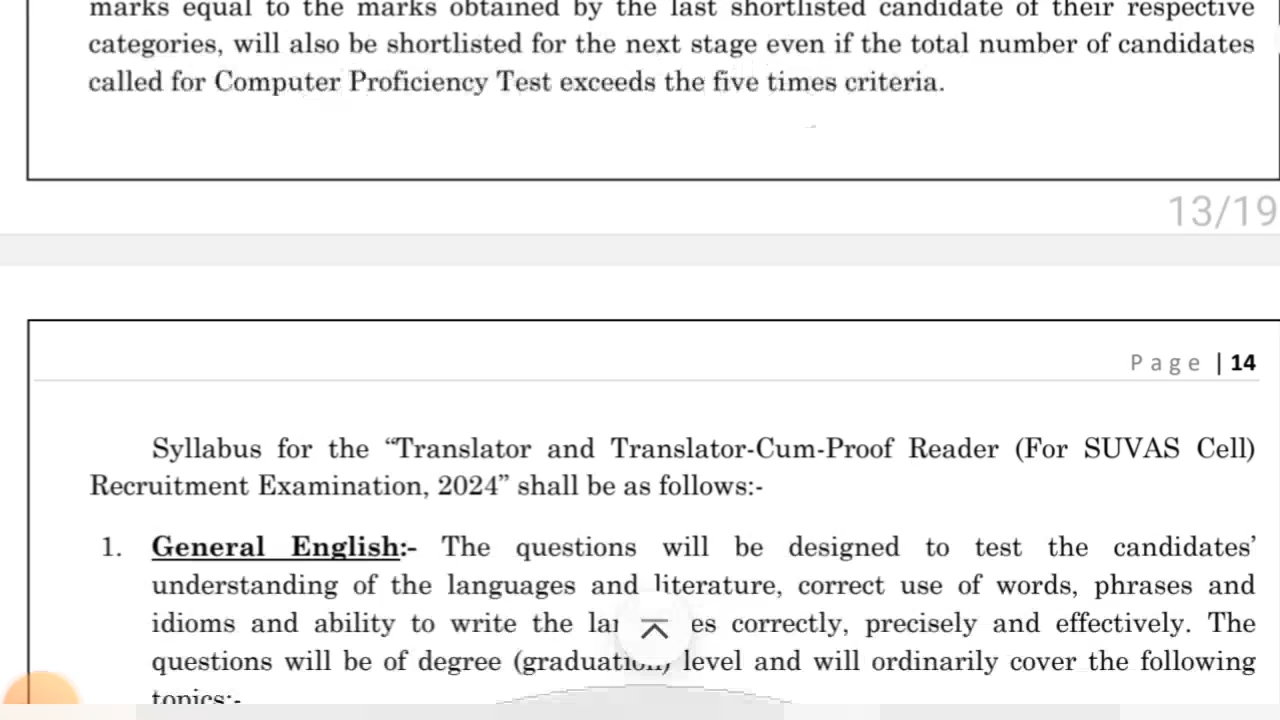 marks equal to the marks obtained by the last shortlisted candidate of their respective
categories, will also be shortlisted for the next stage even if the total number of candidates
called for Computer Proficiency Test exceeds the five times criteria.
13/19
Page | 14
Syllabus for the “Translator and Translator-Cum-Proof Reader (For SUVAS Cell)
Recruitment Examination, 2024” shall be as follows:-
1. General English:- The questions will be designed to test the candidates’
understanding of the languages and literature, correct use of words, phrases and
idioms and ability to write the correctly, precisely and effectively. The
questions will be of degree (graduation) level and will ordinarily cover the following
topics:-